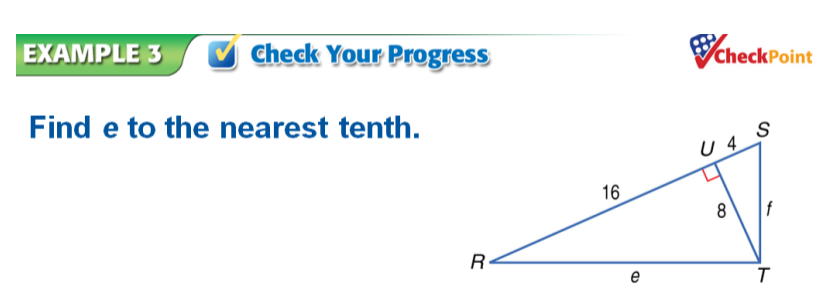 EXAMPLE 3 Check Your Progress CheckPoint
Find e to the nearest tenth.
S
U 4
16
8 f
R
e T